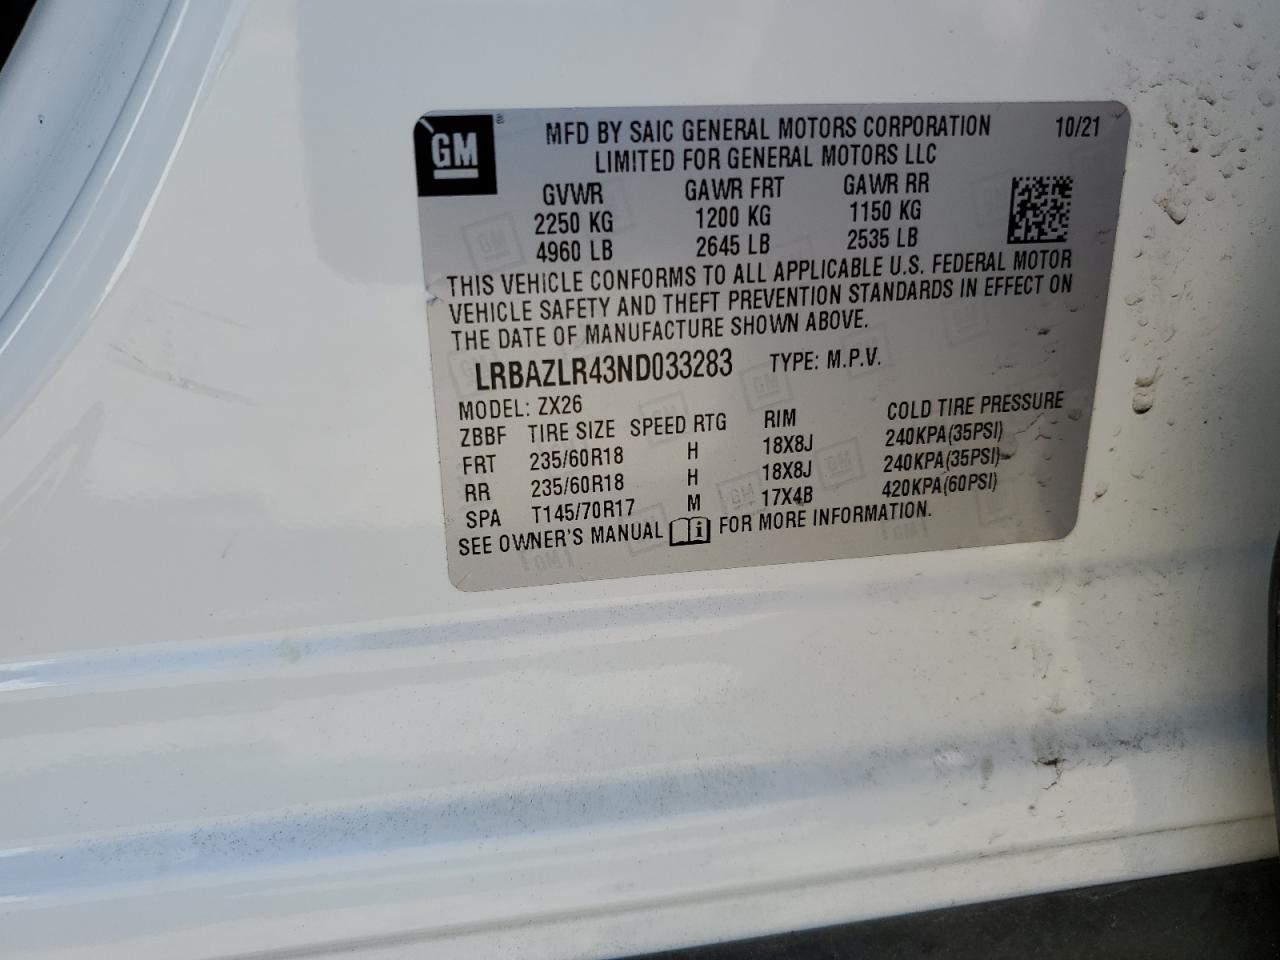 GM
MFD BY SAIC GENERAL MOTORS CORPORATION 10/21
LIMITED FOR GENERAL MOTORS LLC
GVWR GAWR FRT GAWR RR
2250 KG 1200 KG 1150 KG
4960 LB 2645 LB 2535 LB
THIS VEHICLE CONFORMS TO ALL APPLICABLE U.S. FEDERAL MOTOR
VEHICLE SAFETY AND THEFT PREVENTION STANDARDS IN EFFECT ON
THE DATE OF MANUFACTURE SHOWN ABOVE.
LRBAZLR43ND033283 TYPE: M.P.V.
MODEL: ZX26
ZBBF TIRE SIZE SPEED RTG RIM COLD TIRE PRESSURE
FRT 235/60R18 H 18X8J 240KPA(35PSI)
RR 235/60R18 H 18X8J 240KPA(35PSI)
SPA T145/70R17 M 17X4B 420KPA(60PSI)
SEE OWNER'S MANUAL FOR MORE INFORMATION.